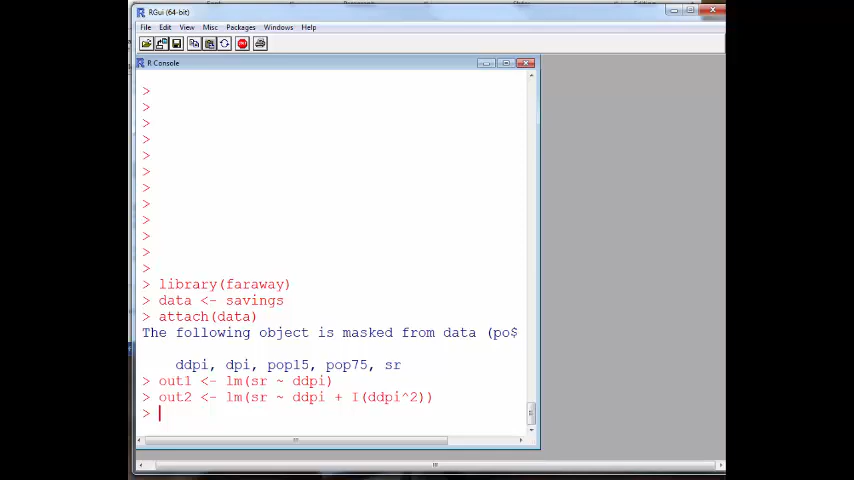 RGui (64-bit)
File Edit View Misc Packages Windows Help
R Console
>
>
>
>
>
>
>
>
>
>
>
>
> library(faraway)
> data <- savings
> attach(data)
The following object is masked from data (po$
ddpi, dpi, pop15, pop75, sr
> out1 <- lm(sr ~ ddpi)
> out2 <- lm(sr ~ ddpi + I(ddpi^2))
>